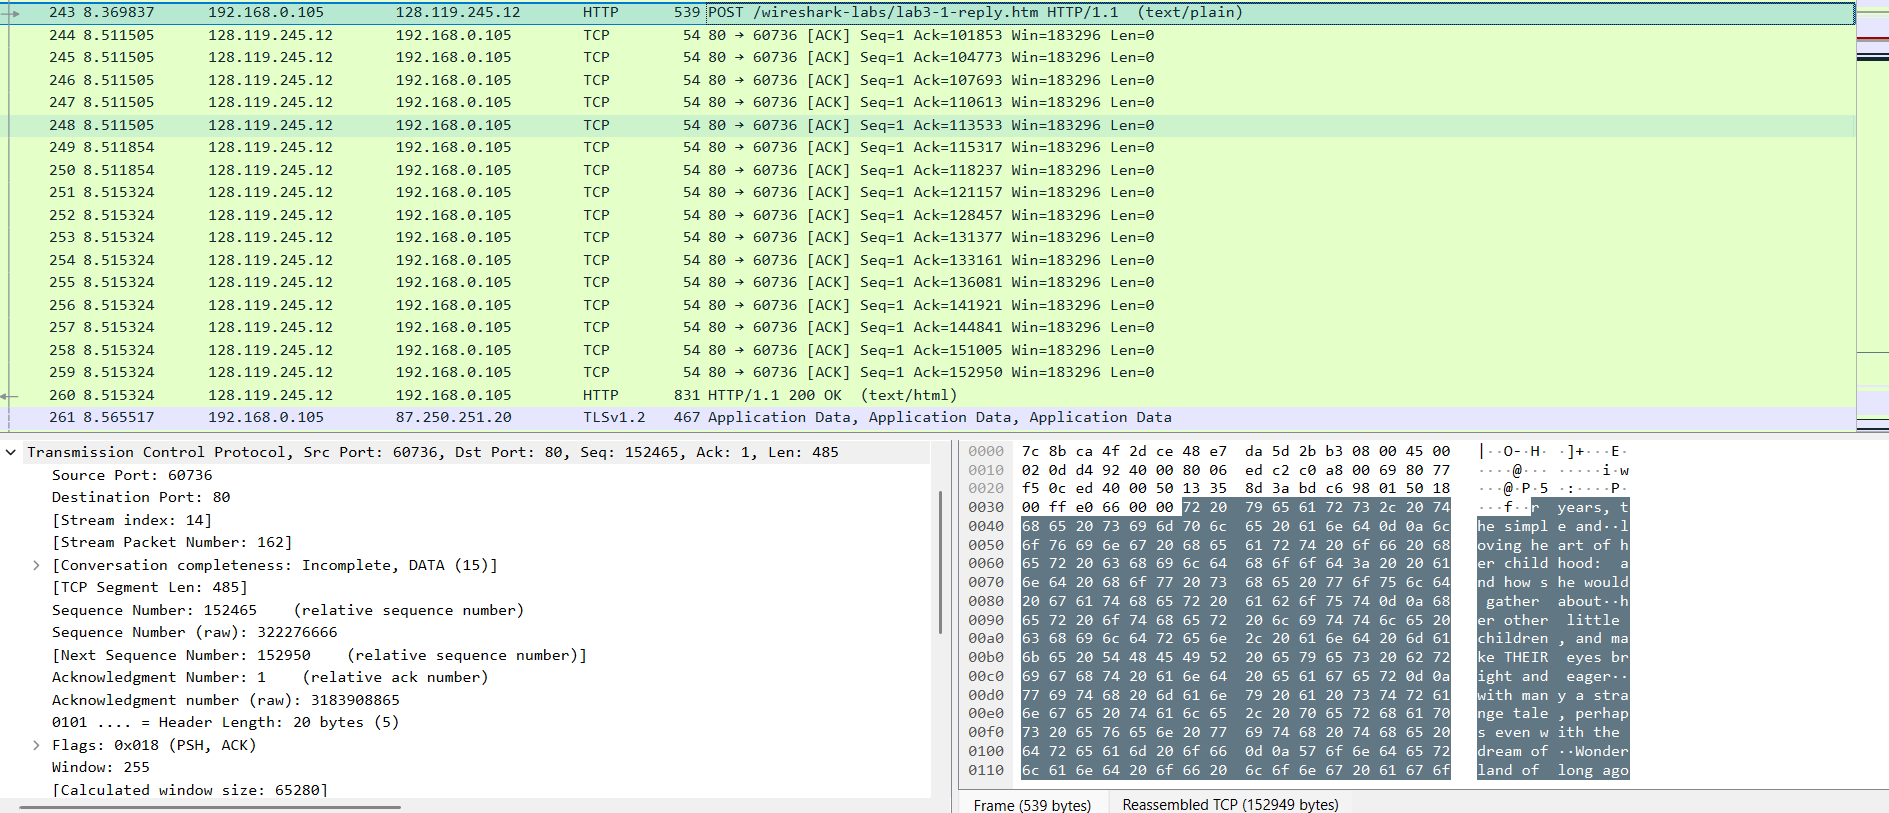 243 8.369837 192.168.0.105 128.119.245.12 HTTP 539 POST /wireshark-labs/lab3-1-reply.htm HTTP/1.1 (text/plain)
244 8.511505 128.119.245.12 192.168.0.105 TCP 54 80 → 60736 [ACK] Seq=1 Ack=101853 Win=183296 Len=0
245 8.511505 128.119.245.12 192.168.0.105 TCP 54 80 → 60736 [ACK] Seq=1 Ack=104773 Win=183296 Len=0
246 8.511505 128.119.245.12 192.168.0.105 TCP 54 80 → 60736 [ACK] Seq=1 Ack=107693 Win=183296 Len=0
247 8.511505 128.119.245.12 192.168.0.105 TCP 54 80 → 60736 [ACK] Seq=1 Ack=110613 Win=183296 Len=0
248 8.511505 128.119.245.12 192.168.0.105 TCP 54 80 → 60736 [ACK] Seq=1 Ack=113533 Win=183296 Len=0
249 8.511854 128.119.245.12 192.168.0.105 TCP 54 80 → 60736 [ACK] Seq=1 Ack=115317 Win=183296 Len=0
250 8.511854 128.119.245.12 192.168.0.105 TCP 54 80 → 60736 [ACK] Seq=1 Ack=118237 Win=183296 Len=0
251 8.515324 128.119.245.12 192.168.0.105 TCP 54 80 → 60736 [ACK] Seq=1 Ack=121157 Win=183296 Len=0
252 8.515324 128.119.245.12 192.168.0.105 TCP 54 80 → 60736 [ACK] Seq=1 Ack=128457 Win=183296 Len=0
253 8.515324 128.119.245.12 192.168.0.105 TCP 54 80 → 60736 [ACK] Seq=1 Ack=131377 Win=183296 Len=0
254 8.515324 128.119.245.12 192.168.0.105 TCP 54 80 → 60736 [ACK] Seq=1 Ack=133161 Win=183296 Len=0
255 8.515324 128.119.245.12 192.168.0.105 TCP 54 80 → 60736 [ACK] Seq=1 Ack=136081 Win=183296 Len=0
256 8.515324 128.119.245.12 192.168.0.105 TCP 54 80 → 60736 [ACK] Seq=1 Ack=141921 Win=183296 Len=0
257 8.515324 128.119.245.12 192.168.0.105 TCP 54 80 → 60736 [ACK] Seq=1 Ack=144841 Win=183296 Len=0
258 8.515324 128.119.245.12 192.168.0.105 TCP 54 80 → 60736 [ACK] Seq=1 Ack=151005 Win=183296 Len=0
259 8.515324 128.119.245.12 192.168.0.105 TCP 54 80 → 60736 [ACK] Seq=1 Ack=152950 Win=183296 Len=0
260 8.515324 128.119.245.12 192.168.0.105 HTTP 831 HTTP/1.1 200 OK (text/html)
261 8.565517 192.168.0.105 87.250.251.20 TLSv1.2 467 Application Data, Application Data, Application Data
Transmission Control Protocol, Src Port: 60736, Dst Port: 80, Seq: 152465, Ack: 1, Len: 485
Source Port: 60736
Destination Port: 80
[Stream index: 14]
[Stream Packet Number: 162]
[Conversation completeness: Incomplete, DATA (15)]
[TCP Segment Len: 485]
Sequence Number: 152465 (relative sequence number)
Sequence Number (raw): 322276666
[Next Sequence Number: 152950 (relative sequence number)]
Acknowledgment Number: 1 (relative ack number)
Acknowledgment number (raw): 3183908865
0101 .... = Header Length: 20 bytes (5)
Flags: 0x018 (PSH, ACK)
Window: 255
[Calculated window size: 65280]
0000 7c 8b ca 4f 2d ce 48 e7 da 5d 2b b3 08 00 45 00 |··O-·H· ·]+···E·
0010 02 0d d4 92 40 00 80 06 ed c2 c0 a8 00 69 80 77 ····@··· ·····i·w
0020 f5 0c ed 40 00 50 13 35 8d 3a bd c6 98 01 50 18 ···@·P·5 ·:····P·
0030 00 ff e0 66 00 00 72 20 79 65 61 72 73 2c 20 74 ···f··r years, t
0040 68 65 20 73 69 6d 70 6c 65 20 61 6e 64 0d 0a 6c he simpl e and··l
0050 6f 76 69 6e 67 20 68 65 61 72 74 20 6f 66 20 68 oving he art of h
0060 65 72 20 63 68 69 6c 64 68 6f 6f 64 3a 20 20 61 er child hood:  a
0070 6e 64 20 68 6f 77 20 73 68 65 20 77 6f 75 6c 64 nd how s he would
0080 20 67 61 74 68 65 72 20 61 62 6f 75 74 0d 0a 68 gather about··h
0090 65 72 20 6f 74 68 65 72 20 6c 69 74 74 6c 65 20 er other little
00a0 63 68 69 6c 64 72 65 6e 2c 20 61 6e 64 20 6d 61 children , and ma
00b0 6b 65 20 54 48 45 49 52 20 65 79 65 73 20 62 72 ke THEIR eyes br
00c0 69 67 68 74 20 61 6e 64 20 65 61 67 65 72 0d 0a ight and eager··
00d0 77 69 74 68 20 6d 61 6e 79 20 61 20 73 74 72 61 with man y a stra
00e0 6e 67 65 20 74 61 6c 65 2c 20 70 65 72 68 61 70 nge tale , perhap
00f0 73 20 65 76 65 6e 20 77 69 74 68 20 74 68 65 20 s even w ith the
0100 64 72 65 61 6d 20 6f 66 0d 0a 57 6f 6e 64 65 72 dream of ··Wonder
0110 6c 61 6e 64 20 6f 66 20 6c 6f 6e 67 20 61 67 6f land of long ago
Frame (539 bytes) Reassembled TCP (152949 bytes)